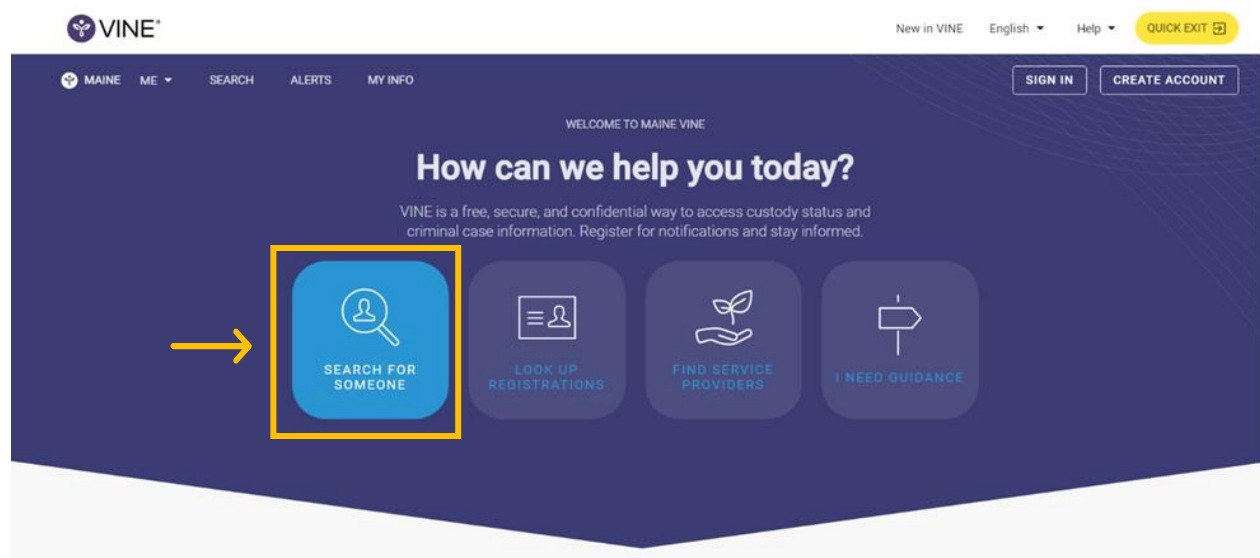 VINE®
New in VINE English Help QUICK EXIT
MAINE ME SEARCH ALERTS MY INFO SIGN IN CREATE ACCOUNT
WELCOME TO MAINE VINE
How can we help you today?
VINE is a free, secure, and confidential way to access custody status and
criminal case information. Register for notifications and stay informed.
SEARCH FOR
SOMEONE
LOOK UP
REGISTRATIONS
FIND SERVICE
PROVIDERS
I NEED GUIDANCE